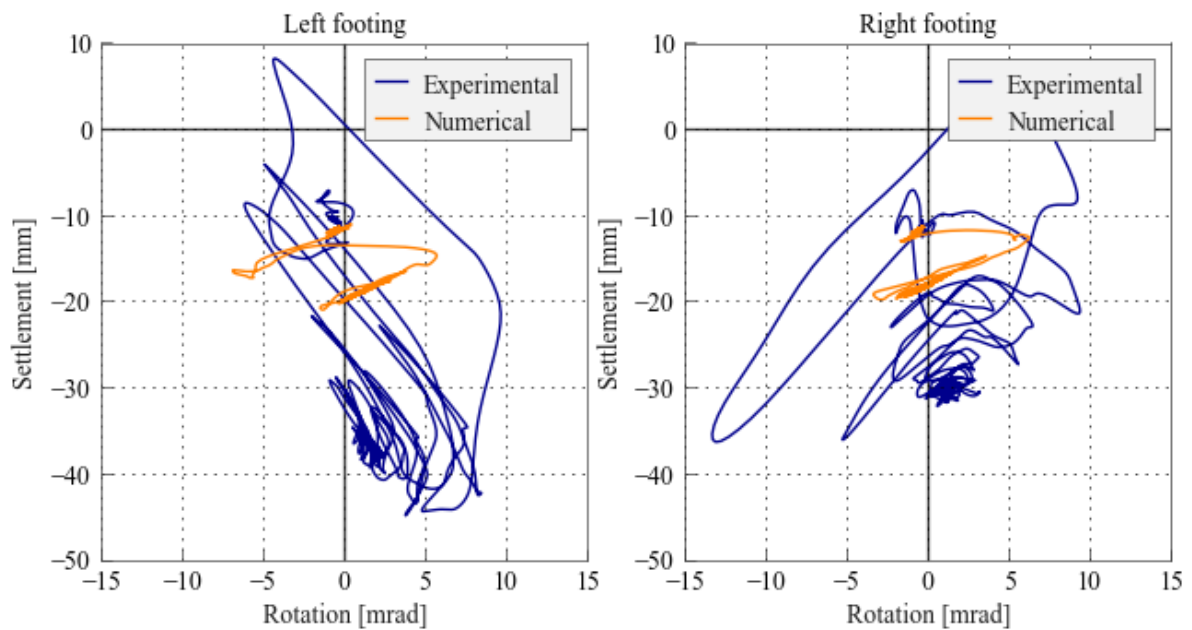 Left footing
Right footing
Experimental
Numerical
Experimental
Numerical
10
0
−10
−20
−30
−40
−50
10
0
−10
−20
−30
−40
−50
Settlement [mm]
Settlement [mm]
−15 −10 −5 0 5 10 15
−15 −10 −5 0 5 10 15
Rotation [mrad]
Rotation [mrad]